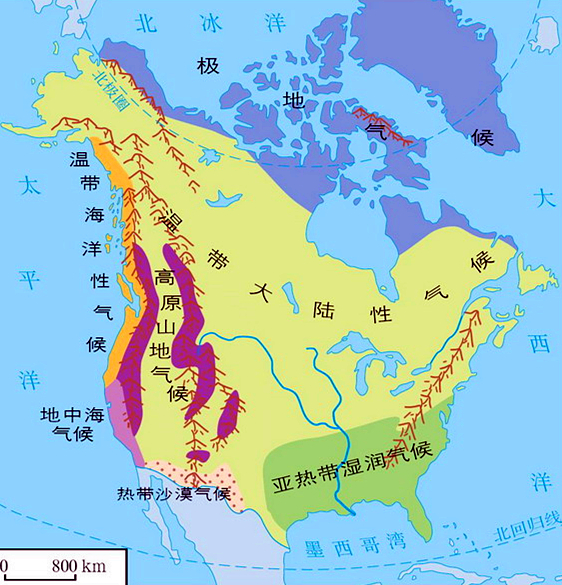 北冰洋
极地气候
北极圈
太平洋
大西洋
温带海洋性气候
温带大陆性气候
高原山地气候
地中海
气候
热带沙漠气候
亚热带湿润气候
墨西哥湾
北回归线
0 800 km